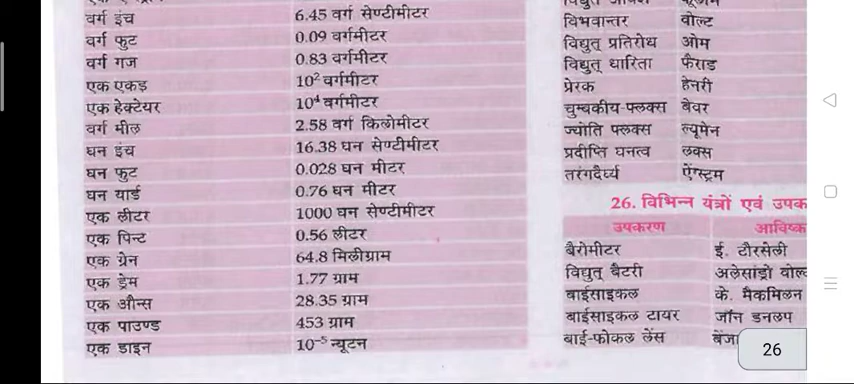 वर्ग इंच 6.45 वर्ग सेण्टीमीटर
वर्ग फुट 0.09 वर्गमीटर
वर्ग गज 0.83 वर्गमीटर
एक एकड़ 10² वर्गमीटर
एक हेक्टेयर 10⁴ वर्गमीटर
वर्ग मील 2.58 वर्ग किलोमीटर
घन इंच 16.38 घन सेण्टीमीटर
घन फुट 0.028 घन मीटर
घन यार्ड 0.76 घन मीटर
एक लीटर 1000 घन सेण्टीमीटर
एक पिन्ट 0.56 लीटर
एक ग्रेन 64.8 मिलीग्राम
एक ड्रेम 1.77 ग्राम
एक औन्स 28.35 ग्राम
एक पाउण्ड 453 ग्राम
एक डाइन 10⁻⁵ न्यूटन
विभवान्तर वोल्ट
विद्युत् प्रतिरोध ओम
विद्युत् धारिता फैराड
प्रेरक हेनरी
चुम्बकीय फ्लक्स बेवर
ज्योति फ्लक्स ल्यूमेन
प्रदीप्ति घनत्व लक्स
तरंगदैर्घ्य ऐंग्स्ट्रम
26. विभिन्न यंत्रों एवं उपक
उपकरण आविष्क
बैरोमीटर ई. टौरसेली
विद्युत् बैटरी अलेसांड्रो वोल्
बाईसाइकल के. मैकमिलन
बाईसाइकल टायर जॉन डनलप
बाई-फोकल लेंस बेंजा
26